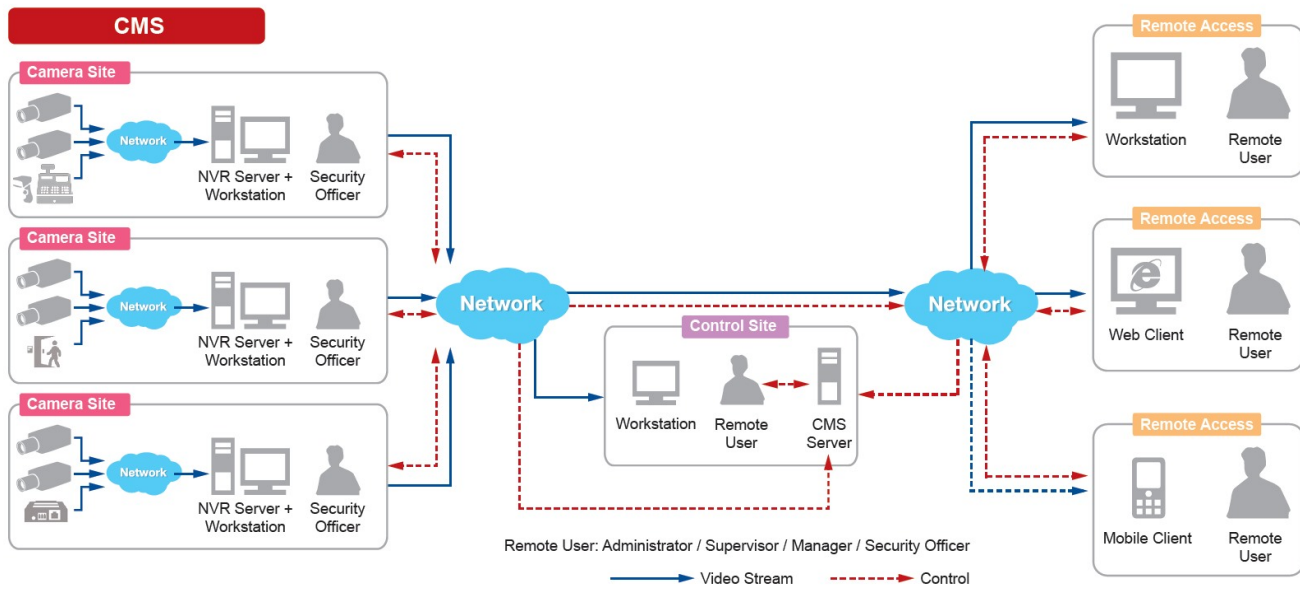 CMS
Camera Site
Network
NVR Server +
Workstation
Security
Officer
Camera Site
Network
NVR Server +
Workstation
Security
Officer
Camera Site
Network
NVR Server +
Workstation
Security
Officer
Network
Control Site
Workstation
Remote
User
CMS
Server
Network
Remote Access
Workstation
Remote
User
Remote Access
Web Client
Remote
User
Remote Access
Mobile Client
Remote
User
Remote User: Administrator / Supervisor / Manager / Security Officer
Video Stream
Control